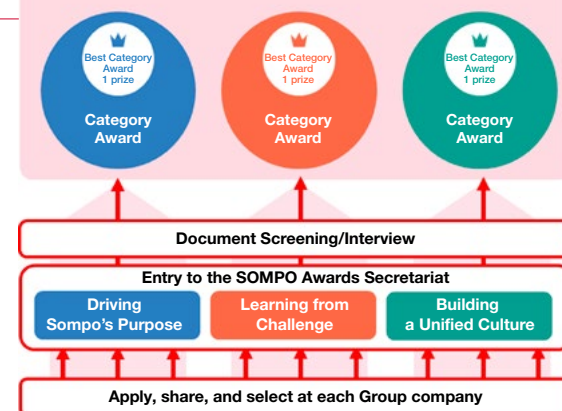 Best Category
Award
1 prize
Category
Award
Best Category
Award
1 prize
Category
Award
Best Category
Award
1 prize
Category
Award
Document Screening/Interview
Entry to the SOMPO Awards Secretariat
Driving
Sompo's Purpose
Learning from
Challenge
Building
a Unified Culture
Apply, share, and select at each Group company